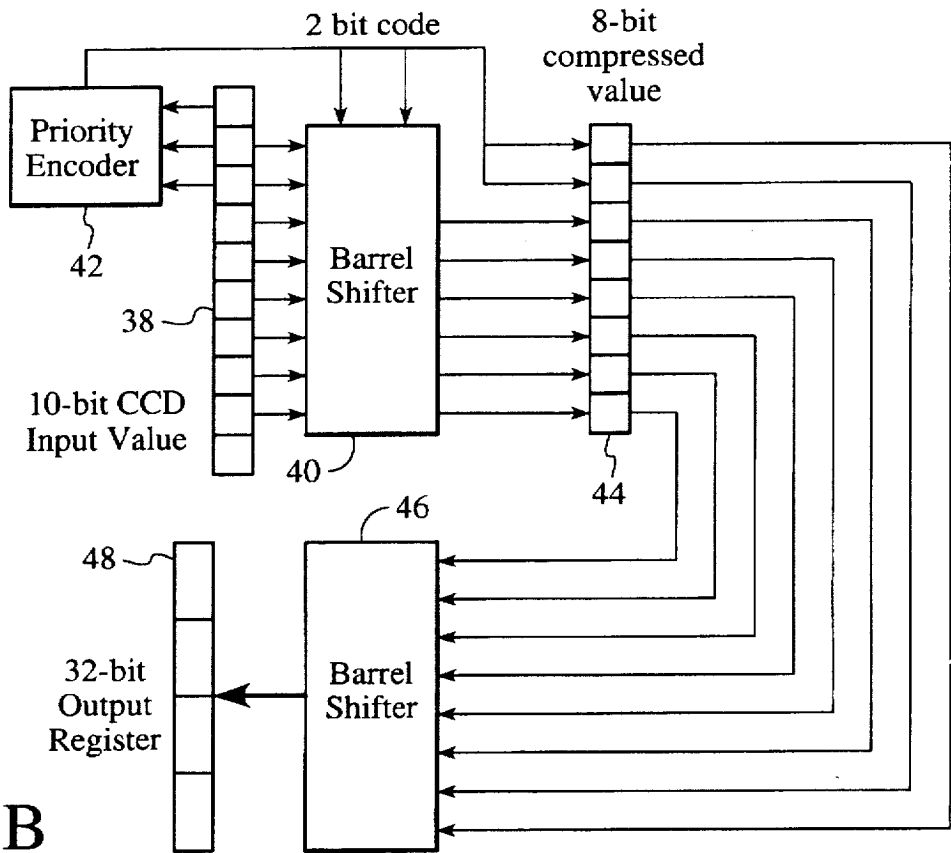 2 bit code
8-bit
compressed
value
Priority
Encoder
42
38
Barrel
Shifter
10-bit CCD
Input Value
40
44
46
48
32-bit
Output
Register
Barrel
Shifter
B